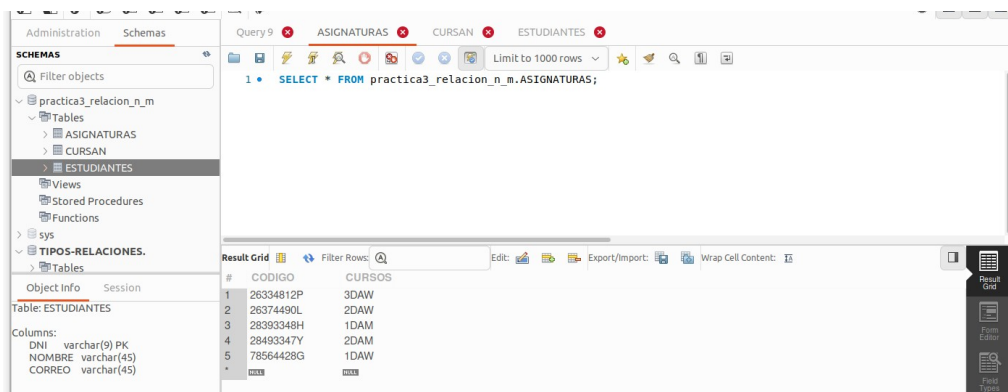 Administration Schemas
Query 9 ASIGNATURAS CURSAN ESTUDIANTES
SCHEMAS
Filter objects
Limit to 1000 rows
1 SELECT * FROM practica3_relacion_n_m.ASIGNATURAS;
practica3_relacion_n_m
Tables
ASIGNATURAS
CURSAN
ESTUDIANTES
Views
Stored Procedures
Functions
sys
TIPOS-RELACIONES.
Tables
Object Info Session
Table: ESTUDIANTES
Columns:
DNI varchar(9) PK
NOMBRE varchar(45)
CORREO varchar(45)
Result Grid Filter Rows: Edit: Export/Import: Wrap Cell Content:
# CODIGO CURSOS
1 26334812P 3DAW
2 26374490L 2DAW
3 28393348H 1DAM
4 28493347Y 2DAM
5 78564428G 1DAW
* NULL NULL
Result
Grid
Form
Editor
Field
Types